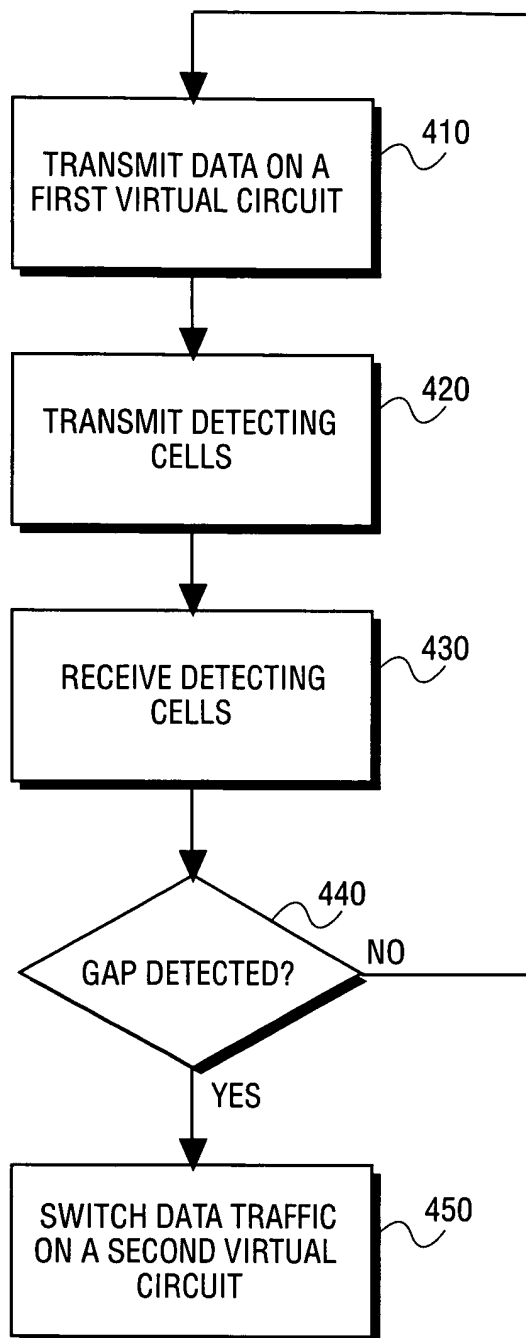 TRANSMIT DATA ON A
FIRST VIRTUAL CIRCUIT
410
TRANSMIT DETECTING
CELLS
420
RECEIVE DETECTING
CELLS
430
440
GAP DETECTED?
NO
YES
SWITCH DATA TRAFFIC
ON A SECOND VIRTUAL
CIRCUIT
450